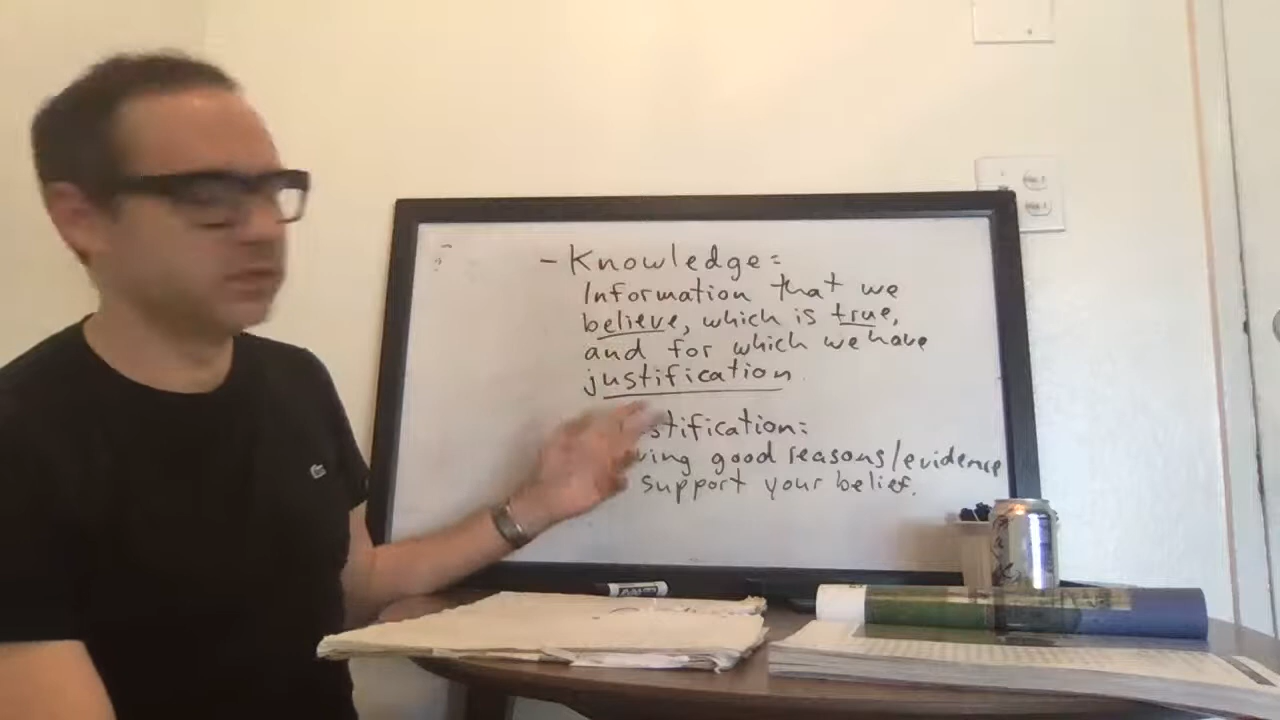 - Knowledge:
Information that we
believe, which is true,
and for which we have
justification.
stification:
ving good reasons/evidence
support your belief.